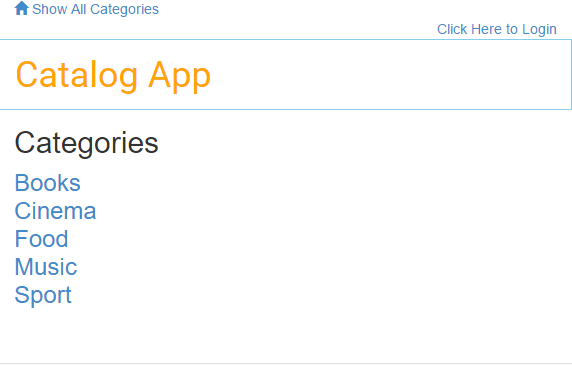 Show All Categories
Click Here to Login
Catalog App
Categories
Books
Cinema
Food
Music
Sport